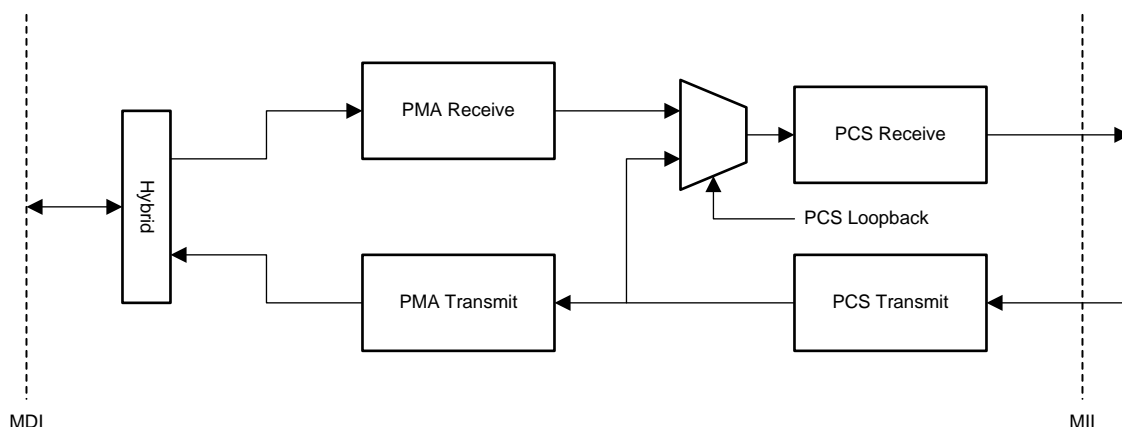 PMA Receive
PCS Receive
Hybrid
PCS Loopback
PMA Transmit
PCS Transmit
MDI
MII